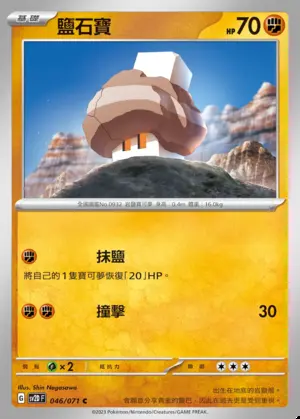 基礎 鹽石寶 HP 70
全國圖鑑No.0932 岩鹽寶可夢 身高:0.4m 體重:16.0kg
抹鹽
將自己的1隻寶可夢恢復「20」HP。
撞擊 30
弱點 ×2 抵抗力 撤退
Illus. Shin Nagasawa
G SV2D F 046/071 C
©2023 Pokémon/Nintendo/Creatures/GAME FREAK.